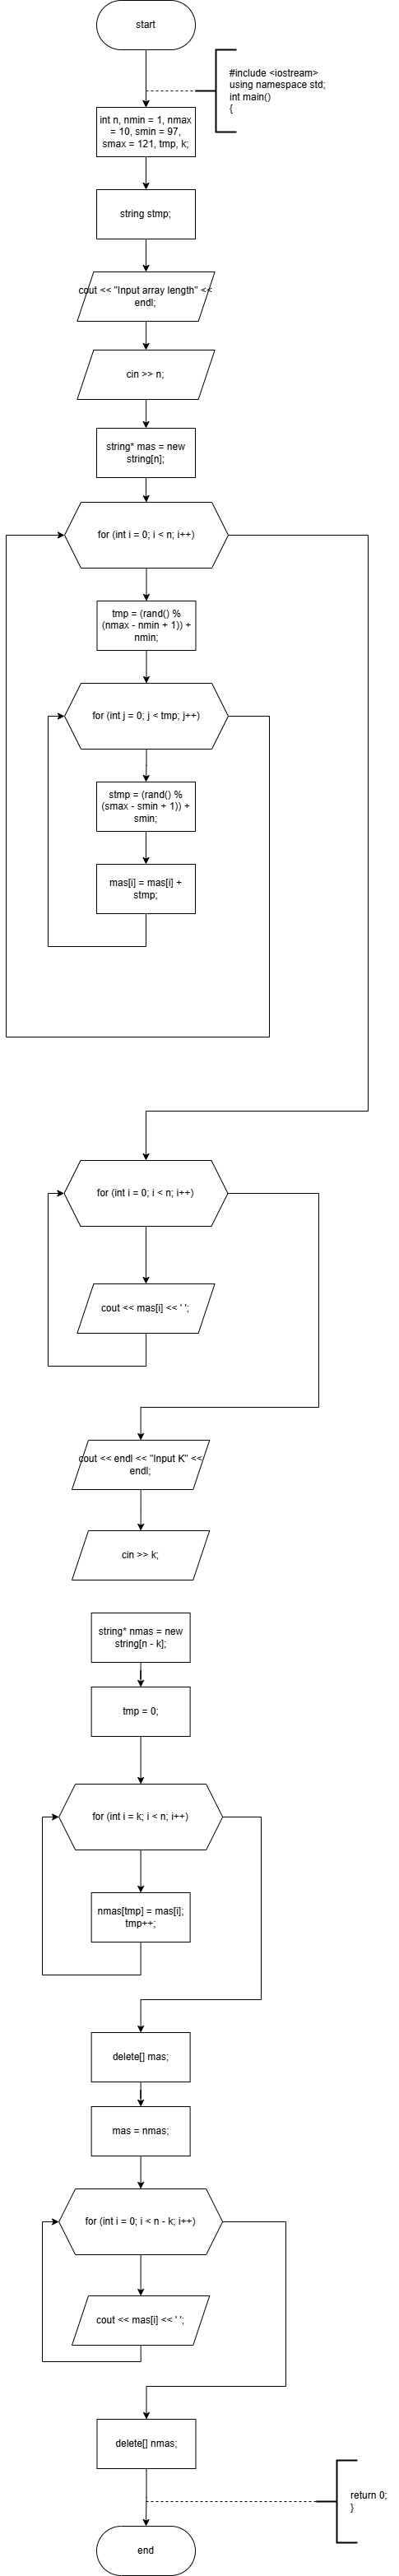 start
#include <iostream>
using namespace std;
int main()
{
int n, nmin = 1, nmax
= 10, smin = 97,
smax = 121, tmp, k;
string stmp;
cout << "Input array length" <<
endl;
cin >> n;
string* mas = new
string[n];
for (int i = 0; i < n; i++)
tmp = (rand() %
(nmax - nmin + 1)) +
nmin;
for (int j = 0; j < tmp; j++)
stmp = (rand() %
(smax - smin + 1)) +
smin;
mas[i] = mas[i] +
stmp;
for (int i = 0; i < n; i++)
cout << mas[i] << ' ';
cout << endl << "Input K" <<
endl;
cin >> k;
string* nmas = new
string[n - k];
tmp = 0;
for (int i = k; i < n; i++)
nmas[tmp] = mas[i];
tmp++;
delete[] mas;
mas = nmas;
for (int i = 0; i < n - k; i++)
cout << mas[i] << ' ';
delete[] nmas;
return 0;
}
end